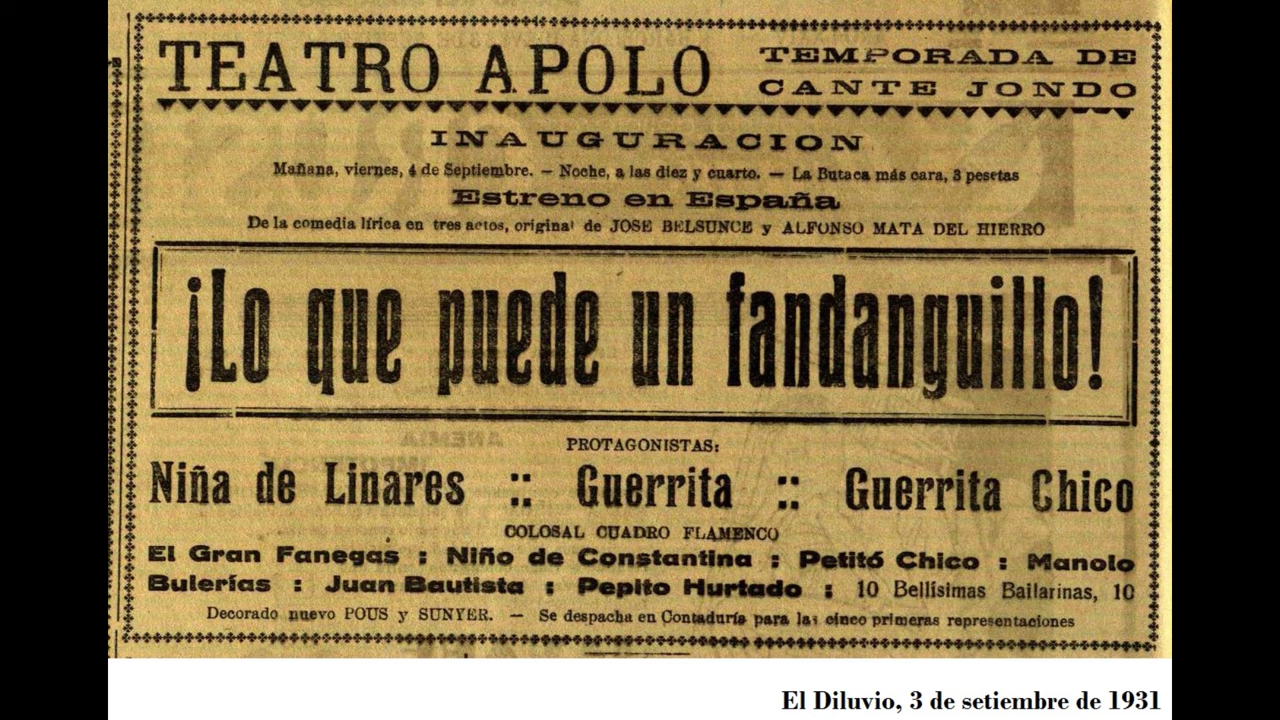 TEATRO APOLO
TEMPORADA DE
CANTE JONDO
INAUGURACION
Mañana, viernes, 4 de Septiembre. — Noche, a las diez y cuarto. — La Butaca más cara, 3 pesetas
Estreno en España
De la comedia lírica en tres actos, original de JOSE BELSUNCE y ALFONSO MATA DEL HIERRO
¡Lo que puede un fandanguillo!
PROTAGONISTAS:
Niña de Linares :: Guerrita :: Guerrita Chico
COLOSAL CUADRO FLAMENCO
El Gran Fanegas : Niño de Constantina : Petitó Chico : Manolo
Bulerías : Juan Bautista : Pepito Hurtado : 10 Bellísimas Bailarinas, 10
Decorado nuevo POUS y SUNYER. — Se despacha en Contaduría para las cinco primeras representaciones
El Diluvio, 3 de setiembre de 1931